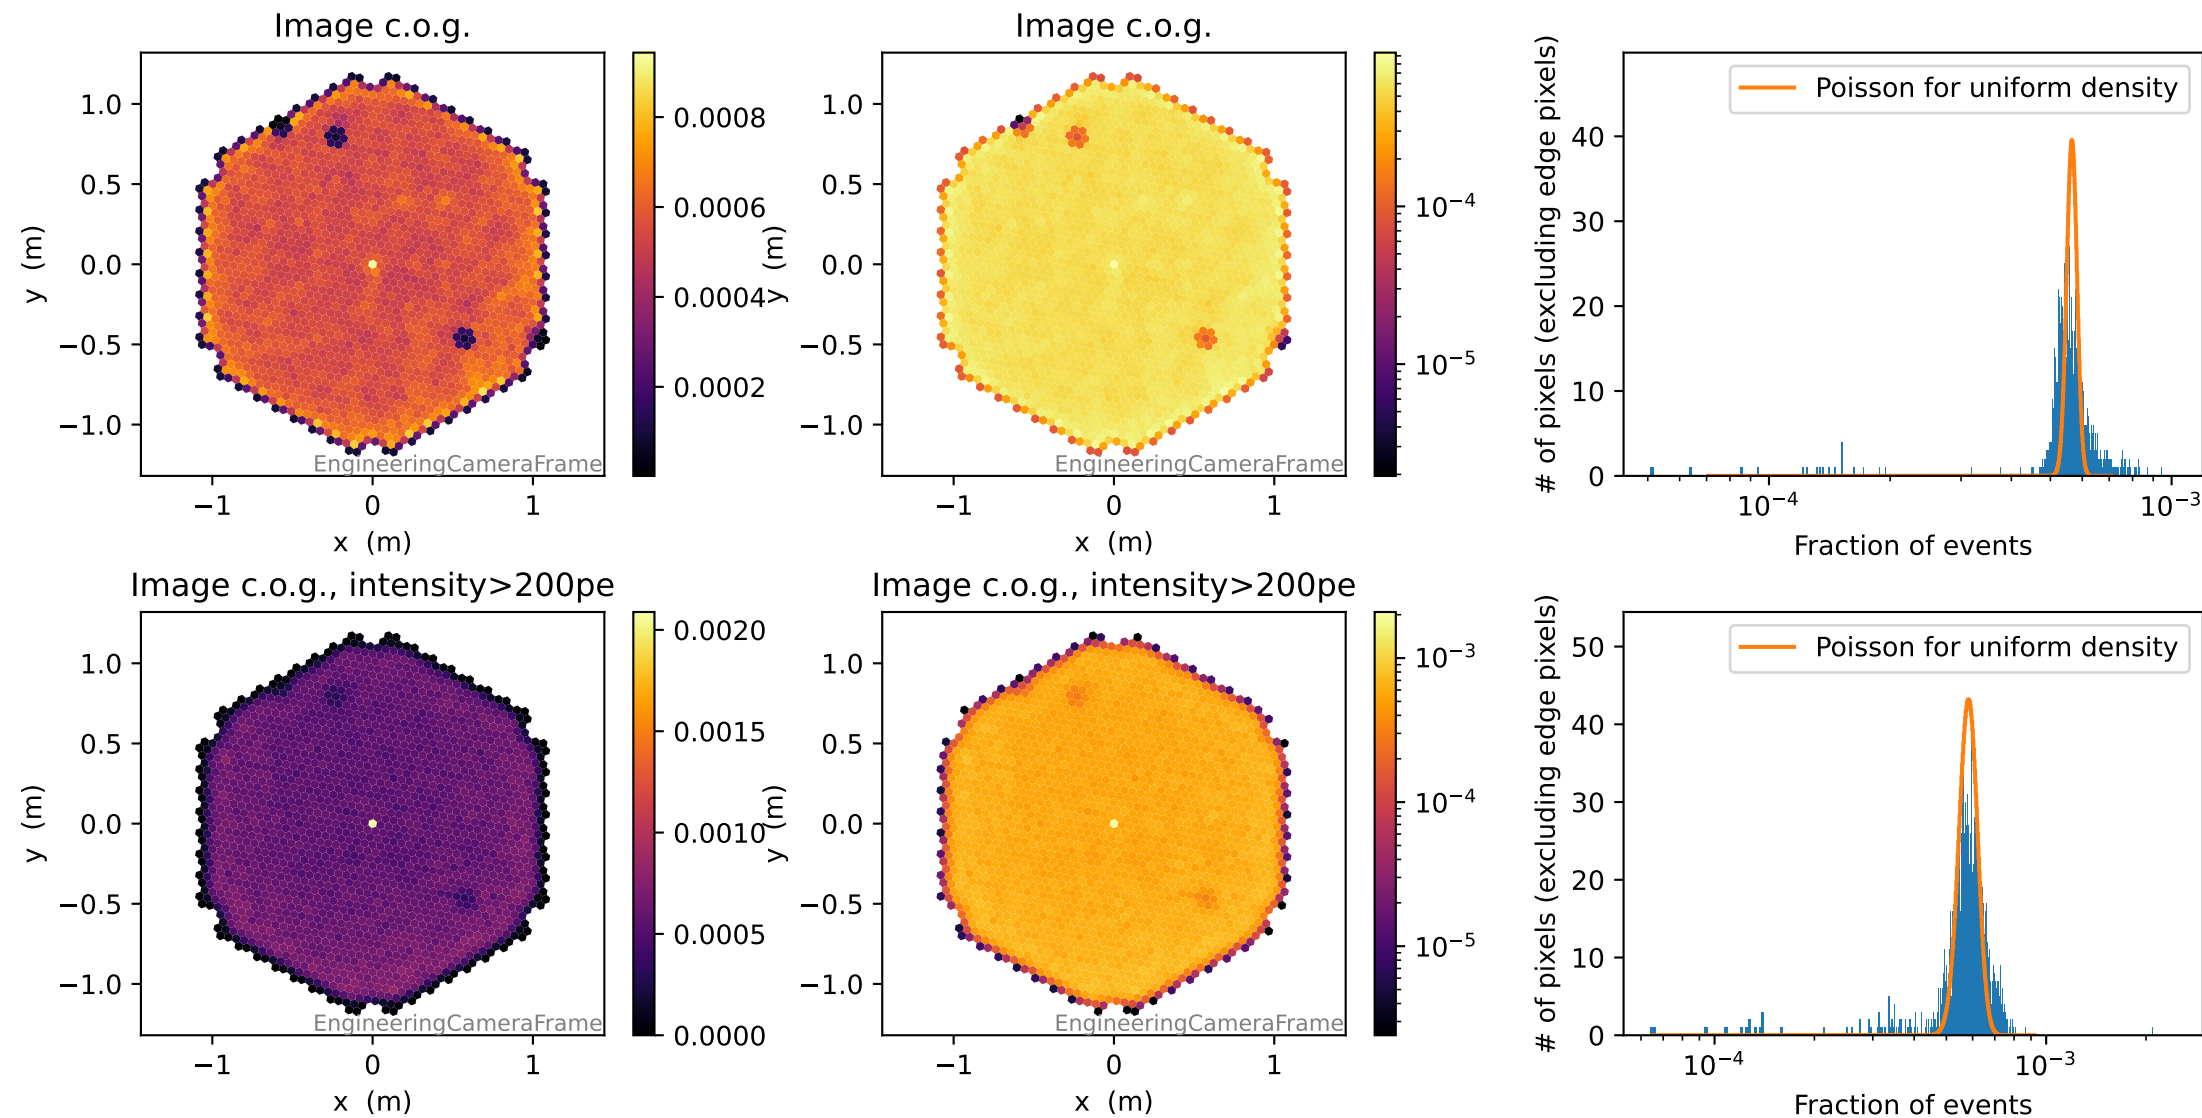 Image c.o.g.
1.0
0.5
0.0
−0.5
−1.0
y (m)
−1
0
1
x (m)
EngineeringCameraFrame
0.0008
0.0006
0.0004
0.0002
Image c.o.g.
1.0
0.5
0.0
−0.5
−1.0
y (m)
−1
0
1
x (m)
EngineeringCameraFrame
10⁻⁴
10⁻⁵
# of pixels (excluding edge pixels)
40
30
20
10
0
Poisson for uniform density
10⁻⁴
10⁻³
Fraction of events
Image c.o.g., intensity>200pe
1.0
0.5
0.0
−0.5
−1.0
y (m)
−1
0
1
x (m)
EngineeringCameraFrame
0.0020
0.0015
0.0010
0.0005
0.0000
Image c.o.g., intensity>200pe
1.0
0.5
0.0
−0.5
−1.0
y (m)
−1
0
1
x (m)
EngineeringCameraFrame
10⁻³
10⁻⁴
10⁻⁵
# of pixels (excluding edge pixels)
50
40
30
20
10
0
Poisson for uniform density
10⁻⁴
10⁻³
Fraction of events